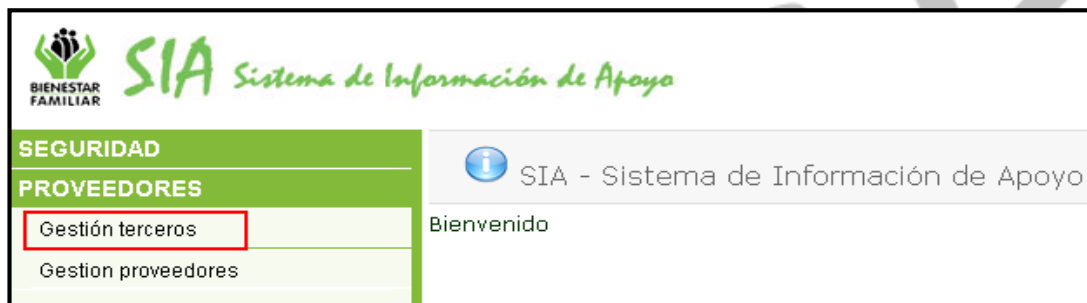 BIENESTAR
FAMILIAR
SIA Sistema de Información de Apoyo
SEGURIDAD
PROVEEDORES
Gestión terceros
Gestion proveedores
SIA - Sistema de Información de Apoyo
Bienvenido